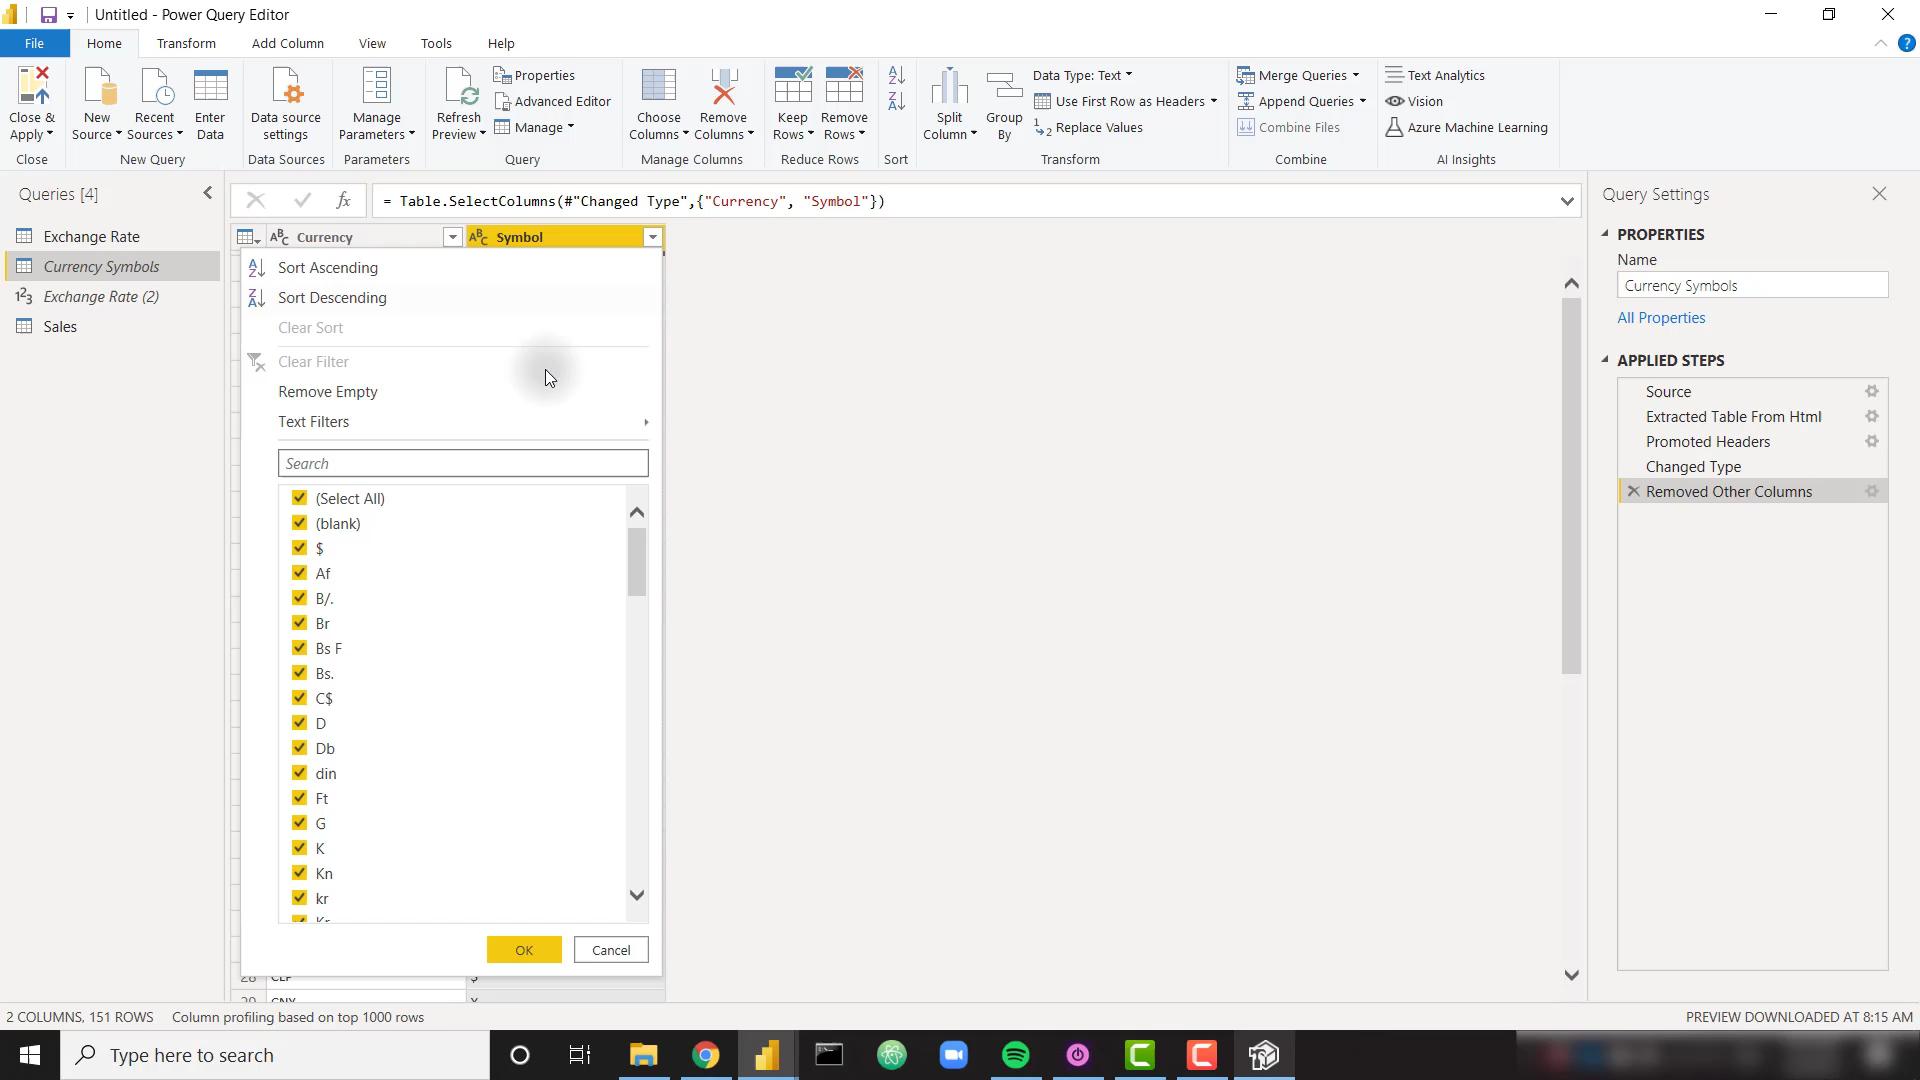 Untitled - Power Query Editor
File Home Transform Add Column View Tools Help
Close & Apply
New Source
Recent Sources
Enter Data
Data source settings
Manage Parameters
Refresh Preview
Properties
Advanced Editor
Manage
Choose Columns
Remove Columns
Keep Rows
Remove Rows
Split Column
Group By
Data Type: Text
Use First Row as Headers
Replace Values
Merge Queries
Append Queries
Combine Files
Text Analytics
Vision
Azure Machine Learning
Close New Query Data Sources Parameters Query Manage Columns Reduce Rows Sort Transform Combine AI Insights
Queries [4]
Exchange Rate
Currency Symbols
Exchange Rate (2)
Sales
fx = Table.SelectColumns(#"Changed Type",{"Currency", "Symbol"})
ABC Currency ABC Symbol
Sort Ascending
Sort Descending
Clear Sort
Clear Filter
Remove Empty
Text Filters
Search
(Select All)
(blank)
$
Af
B/.
Br
Bs F
Bs.
C$
D
Db
din
Ft
G
K
Kn
kr
OK Cancel
Query Settings
PROPERTIES
Name
Currency Symbols
All Properties
APPLIED STEPS
Source
Extracted Table From Html
Promoted Headers
Changed Type
Removed Other Columns
2 COLUMNS, 151 ROWS Column profiling based on top 1000 rows
PREVIEW DOWNLOADED AT 8:15 AM
Type here to search